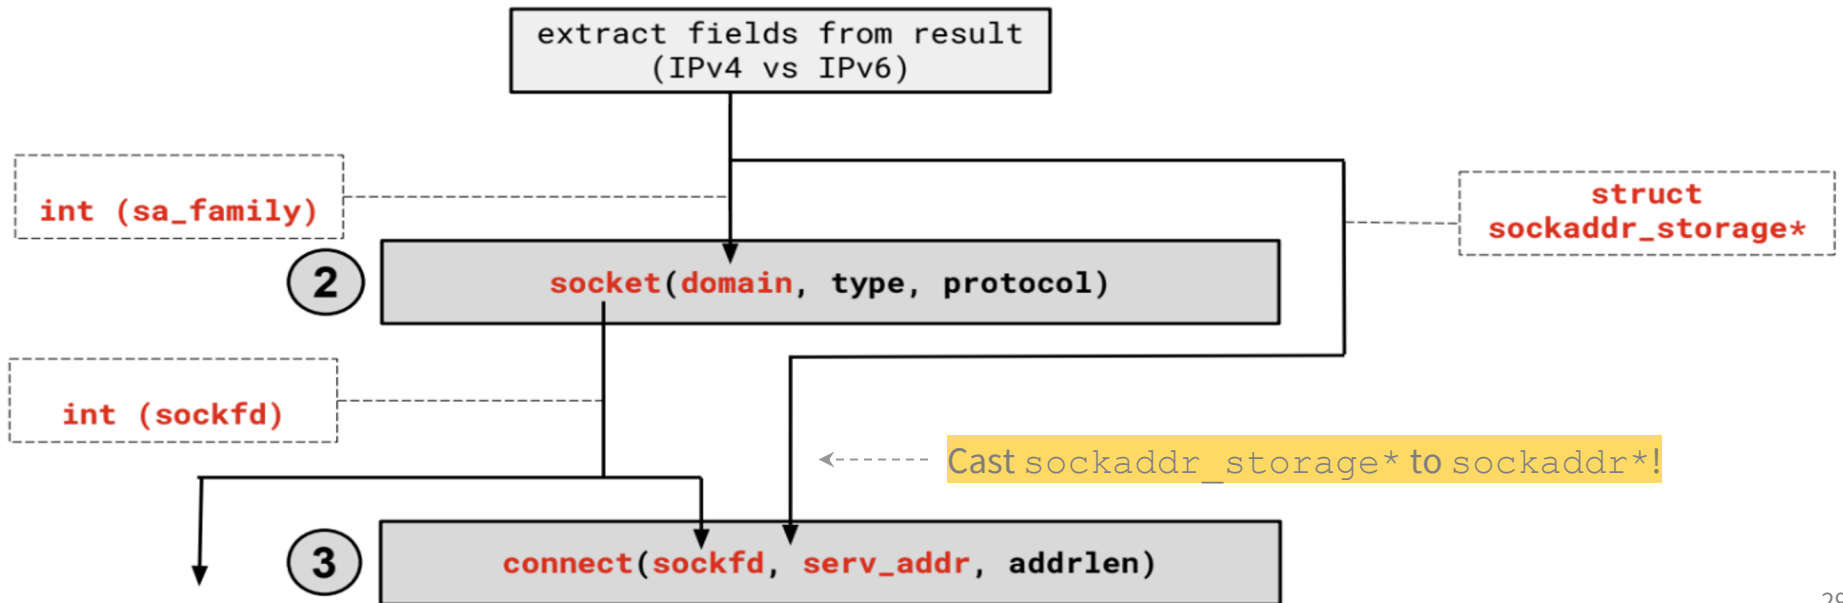 extract fields from result
(IPv4 vs IPv6)
int (sa_family)
struct
sockaddr_storage*
2
socket(domain, type, protocol)
int (sockfd)
Cast sockaddr_storage* to sockaddr*!
3
connect(sockfd, serv_addr, addrlen)
29